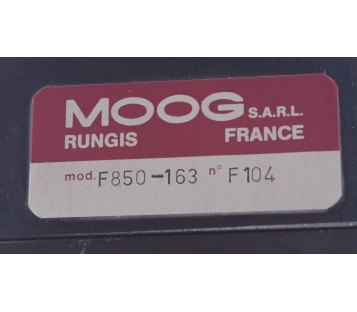 MOOG S.A.R.L.
RUNGIS FRANCE
mod. F850-163 n° F104